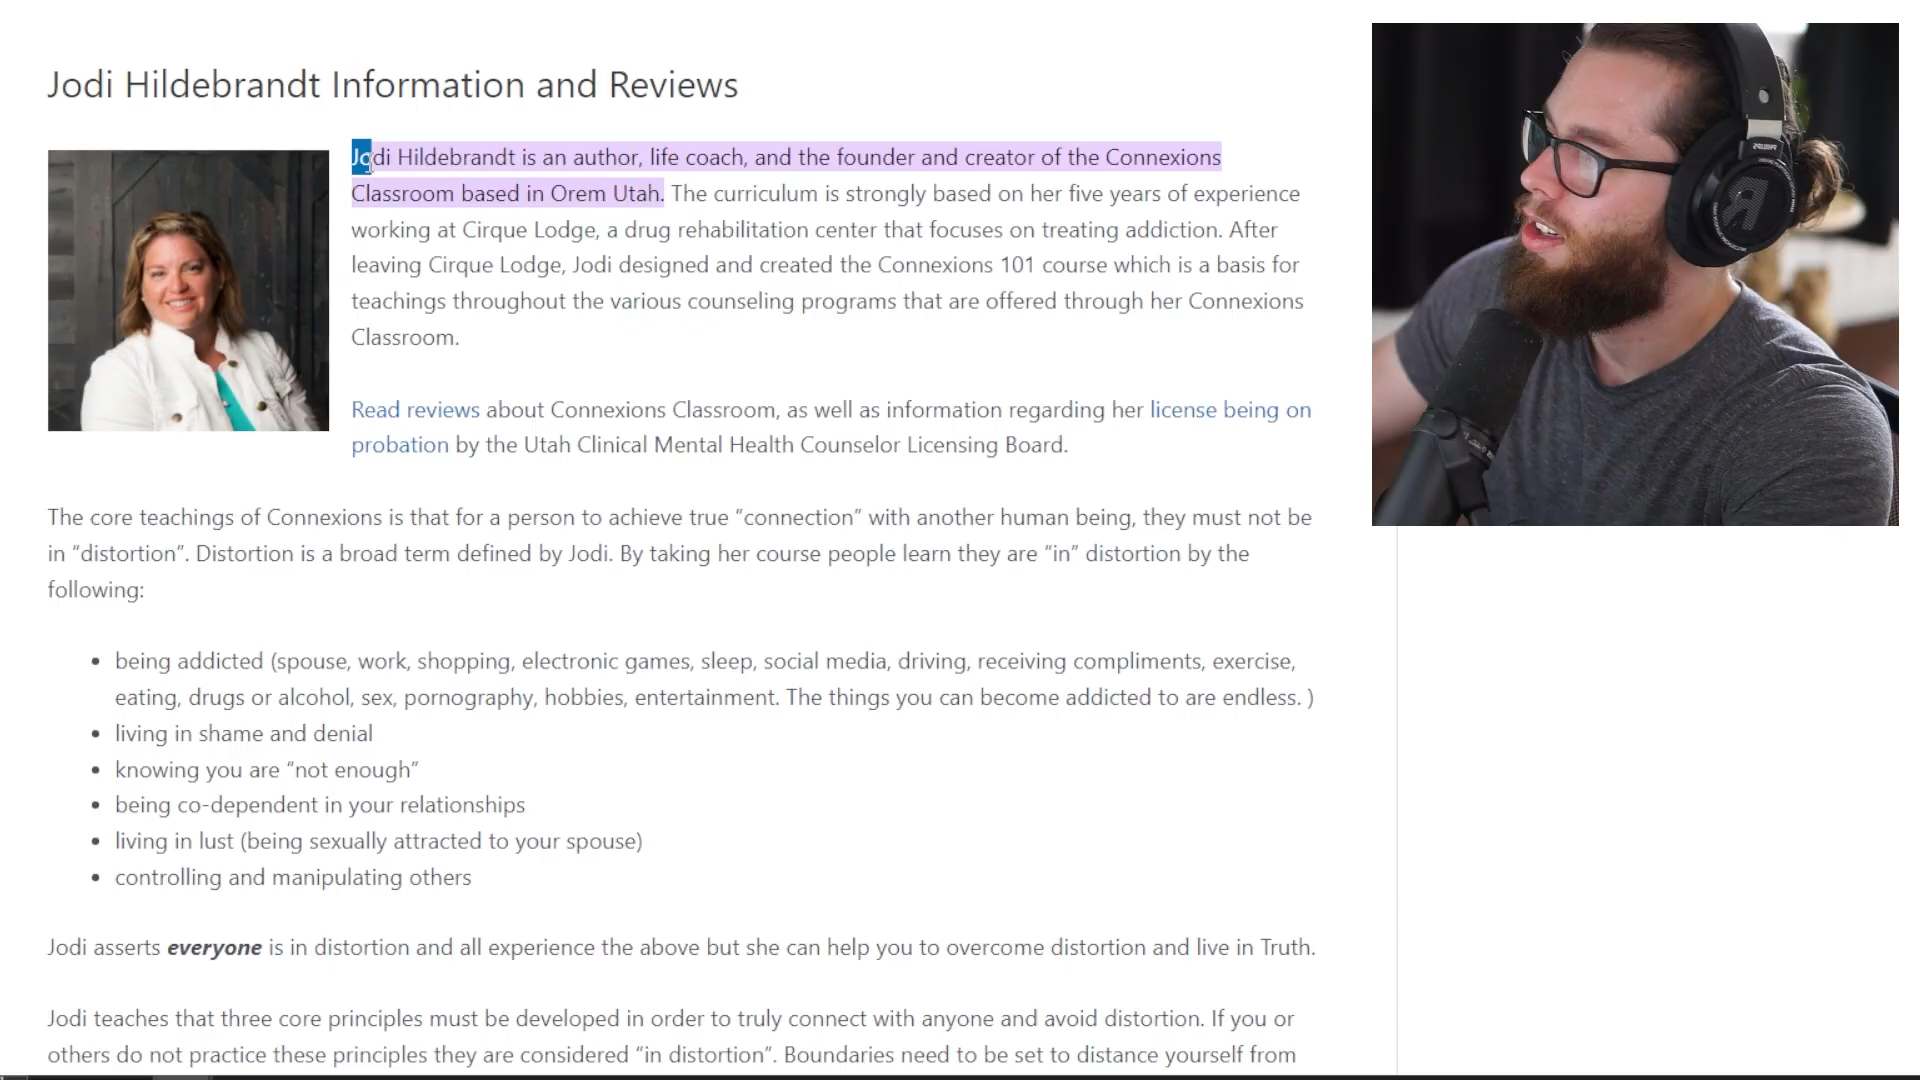 Jodi Hildebrandt Information and Reviews
Jodi Hildebrandt is an author, life coach, and the founder and creator of the Connexions
Classroom based in Orem Utah. The curriculum is strongly based on her five years of experience
working at Cirque Lodge, a drug rehabilitation center that focuses on treating addiction. After
leaving Cirque Lodge, Jodi designed and created the Connexions 101 course which is a basis for
teachings throughout the various counseling programs that are offered through her Connexions
Classroom.
Read reviews about Connexions Classroom, as well as information regarding her license being on
probation by the Utah Clinical Mental Health Counselor Licensing Board.
The core teachings of Connexions is that for a person to achieve true “connection” with another human being, they must not be
in “distortion”. Distortion is a broad term defined by Jodi. By taking her course people learn they are “in” distortion by the
following:
• being addicted (spouse, work, shopping, electronic games, sleep, social media, driving, receiving compliments, exercise,
eating, drugs or alcohol, sex, pornography, hobbies, entertainment. The things you can become addicted to are endless. )
• living in shame and denial
• knowing you are “not enough”
• being co-dependent in your relationships
• living in lust (being sexually attracted to your spouse)
• controlling and manipulating others
Jodi asserts everyone is in distortion and all experience the above but she can help you to overcome distortion and live in Truth.
Jodi teaches that three core principles must be developed in order to truly connect with anyone and avoid distortion. If you or
others do not practice these principles they are considered “in distortion”. Boundaries need to be set to distance yourself from
PHILIPS